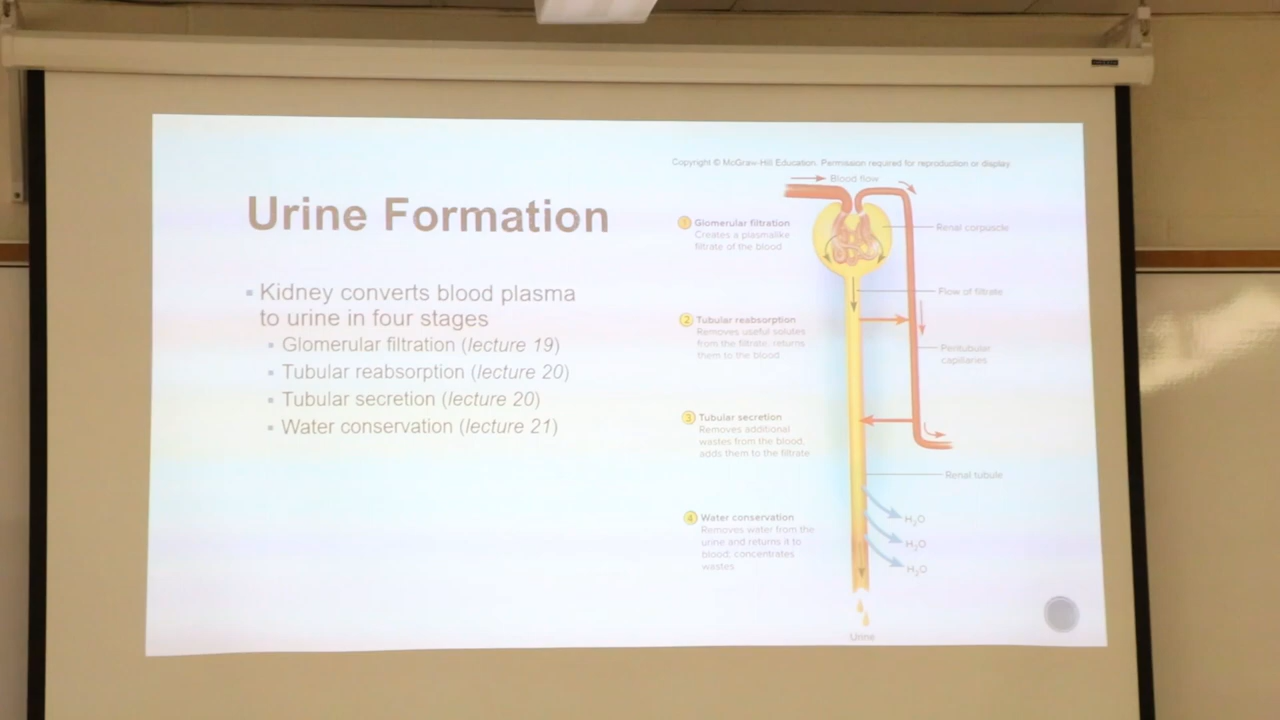 Copyright © McGraw-Hill Education. Permission required for reproduction or display
Urine Formation
▪ Kidney converts blood plasma
to urine in four stages
▪ Glomerular filtration (lecture 19)
▪ Tubular reabsorption (lecture 20)
▪ Tubular secretion (lecture 20)
▪ Water conservation (lecture 21)
Blood flow
1 Glomerular filtration
Creates a plasmalike
filtrate of the blood
Renal corpuscle
Flow of filtrate
2 Tubular reabsorption
Removes useful solutes
from the filtrate, returns
them to the blood
Peritubular
capillaries
3 Tubular secretion
Removes additional
wastes from the blood,
adds them to the filtrate
Renal tubule
4 Water conservation
Removes water from the
urine and returns it to
blood; concentrates
wastes
H₂O
H₂O
H₂O
Urine